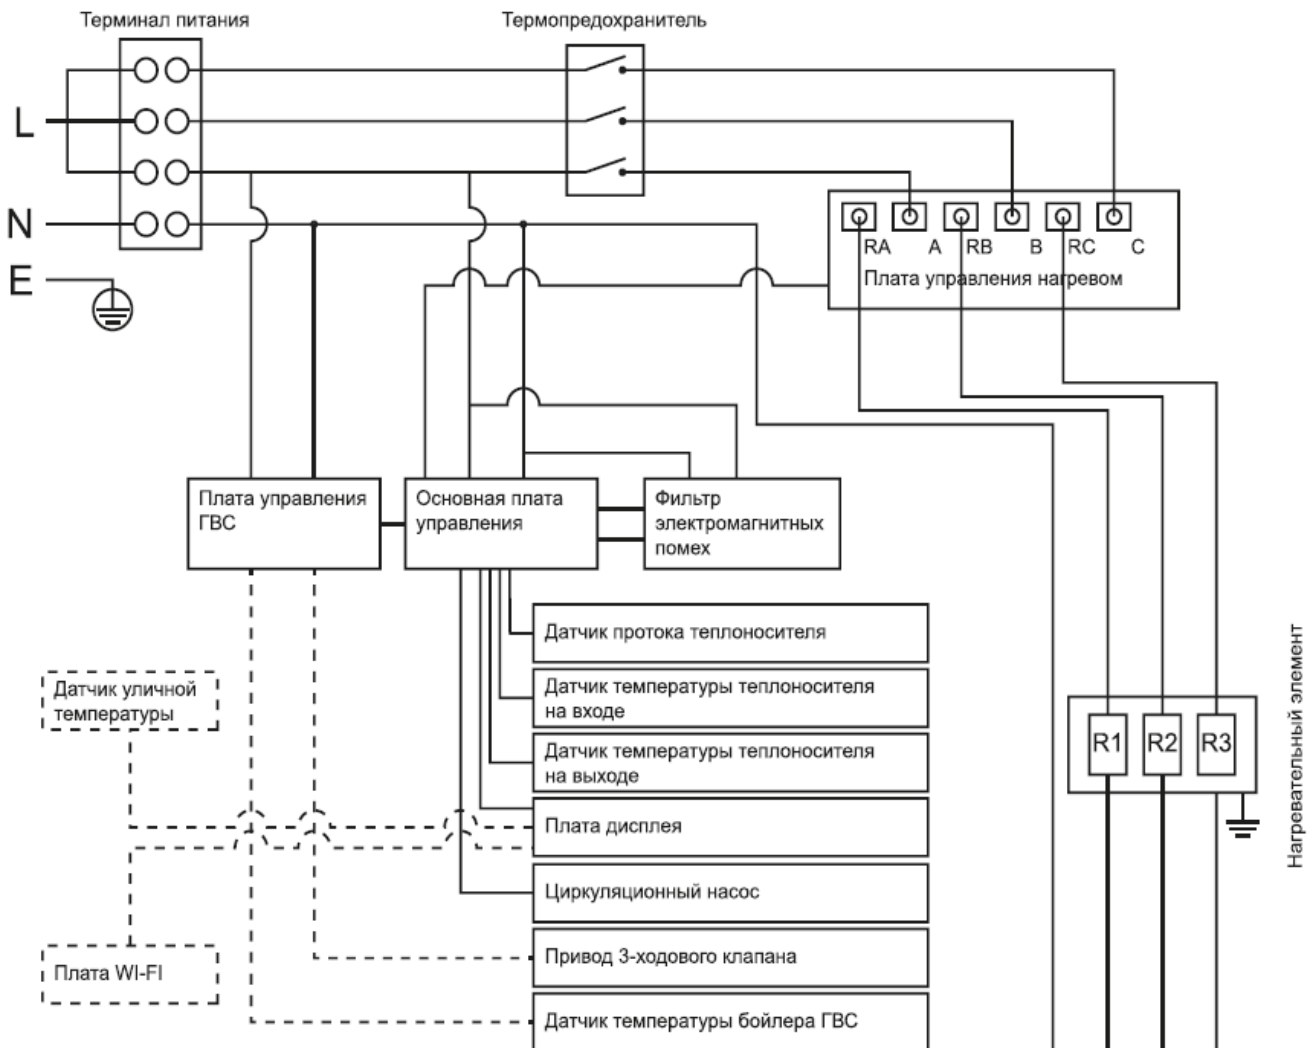 Терминал питания
Термопредохранитель
L
N
E
RA A RB B RC C
Плата управления нагревом
Плата управления
ГВС
Основная плата
управления
Фильтр
электромагнитных
помех
Датчик протока теплоносителя
Датчик температуры теплоносителя
на входе
Датчик температуры теплоносителя
на выходе
Плата дисплея
Циркуляционный насос
Привод 3-ходового клапана
Датчик температуры бойлера ГВС
Датчик уличной
температуры
Плата WI-FI
R1 R2 R3
Нагревательный элемент